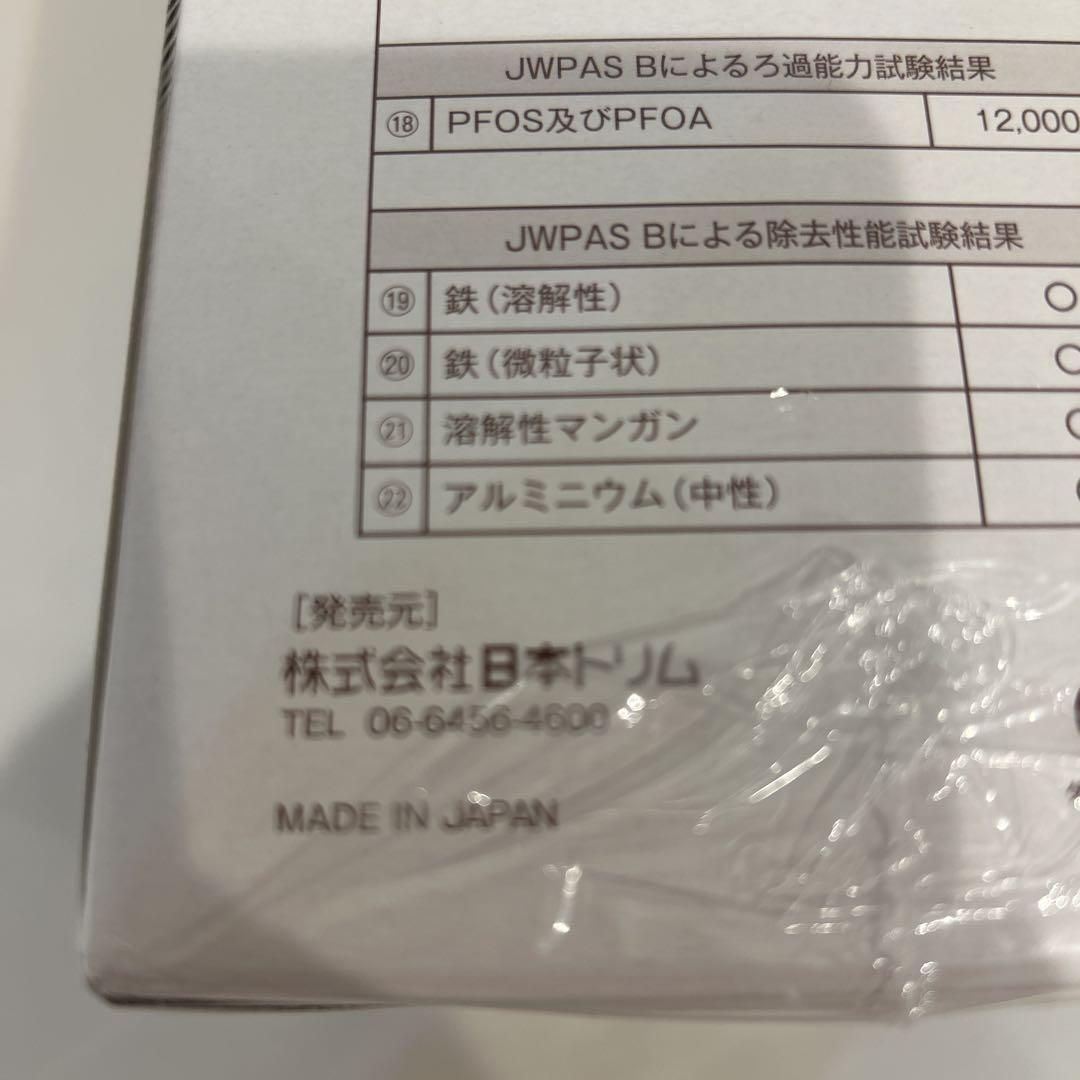 JWPAS Bによるろ過能力試験結果
⑱ PFOS及びPFOA 12,000
JWPAS Bによる除去性能試験結果
⑲ 鉄（溶解性） ○
⑳ 鉄（微粒子状） ○
㉑ 溶解性マンガン ○
㉒ アルミニウム（中性）
［発売元］
株式会社日本トリム
TEL 06-6456-4600
MADE IN JAPAN